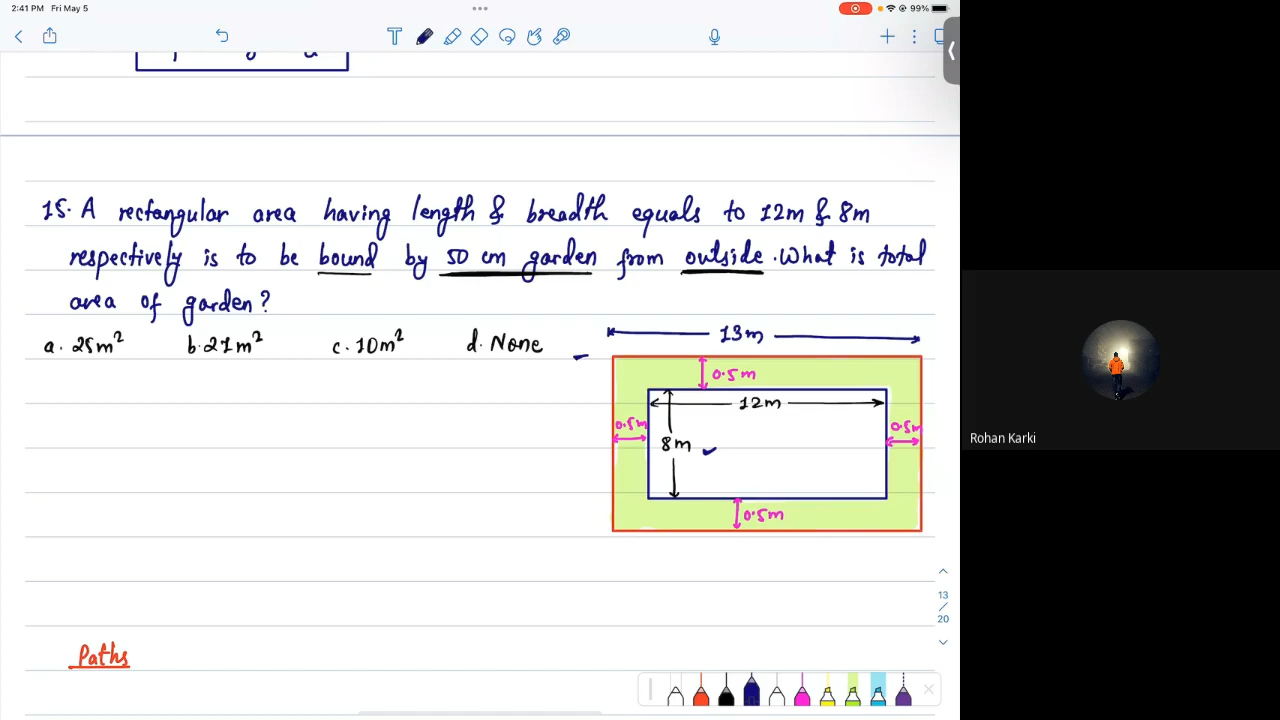 2:41 PM Fri May 5
99%
15. A rectangular area having length & breadth equals to 12m & 8m
respectively is to be bound by 50 cm garden from outside. What is total
area of garden?
a. 25m² b. 21m² c. 10m² d. None
13m
0.5m
12m
0.5m
0.5m
8m
0.5m
Paths
13
/
20
Rohan Karki